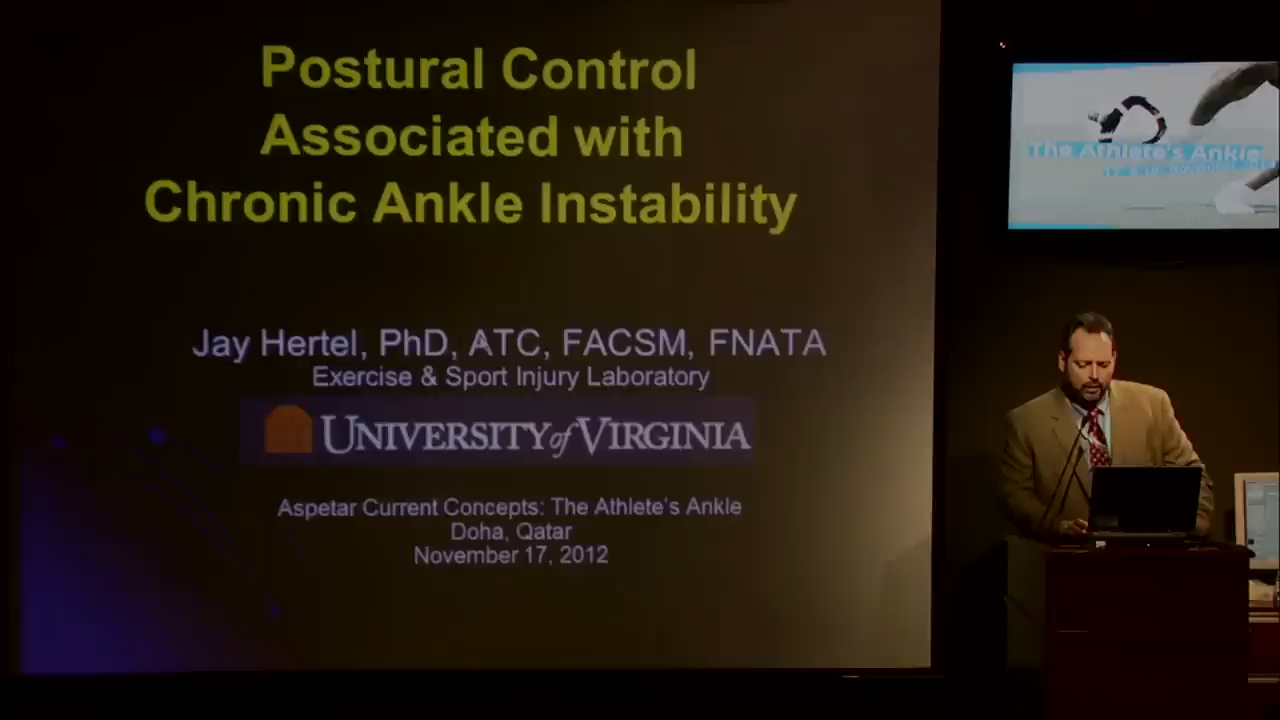 Postural Control
Associated with
Chronic Ankle Instability
Jay Hertel, PhD, ATC, FACSM, FNATA
Exercise & Sport Injury Laboratory
UNIVERSITY of VIRGINIA
Aspetar Current Concepts: The Athlete's Ankle
Doha, Qatar
November 17, 2012
The Athlete's Ankle
November